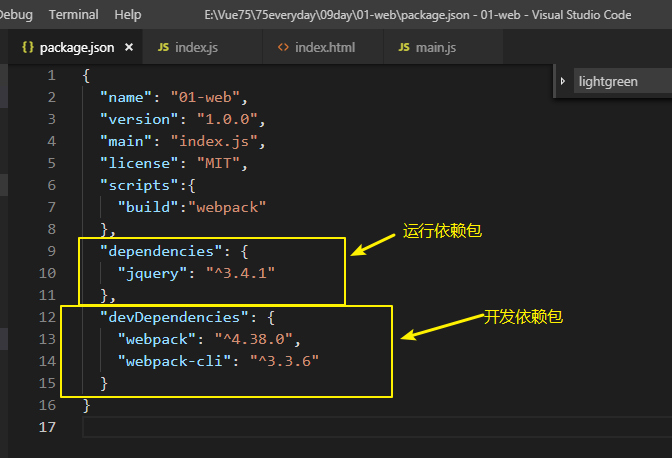 Debug Terminal Help E:\Vue75\75everyday\09day\01-web\package.json - 01-web - Visual Studio Code
{} package.json × JS index.js <> index.html JS main.js
lightgreen
1 {
2 "name": "01-web",
3 "version": "1.0.0",
4 "main": "index.js",
5 "license": "MIT",
6 "scripts":{
7 "build":"webpack"
8 },
运行依赖包
9 "dependencies": {
10 "jquery": "^3.4.1"
11 },
12 "devDependencies": {
开发依赖包
13 "webpack": "^4.38.0",
14 "webpack-cli": "^3.3.6"
15 }
16 }
17